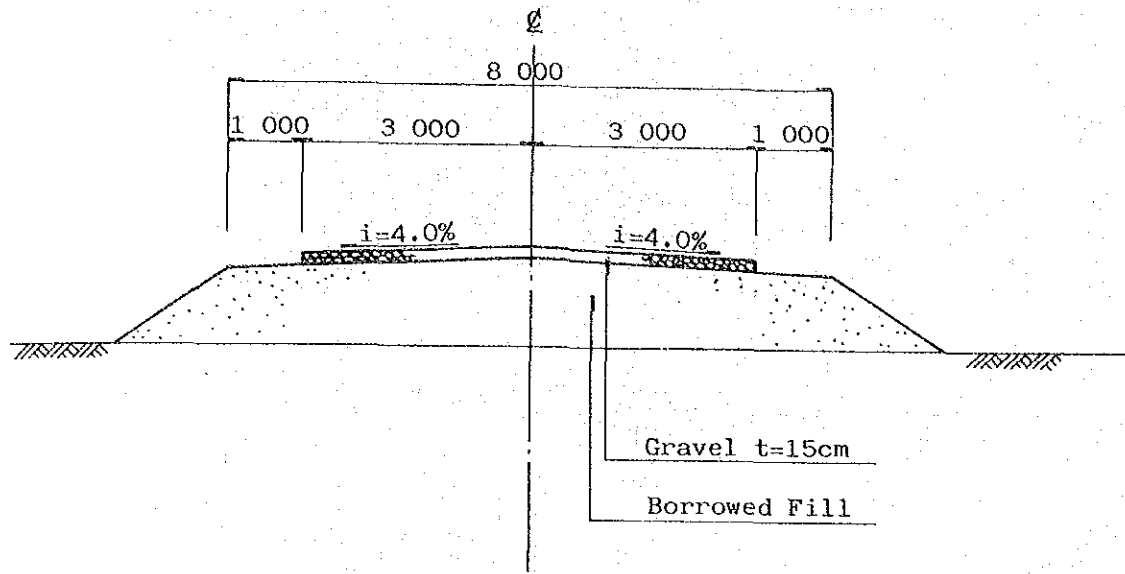 ℄
8 000
1 000 3 000 3 000 1 000
i=4.0% i=4.0%
Gravel t=15cm
Borrowed Fill